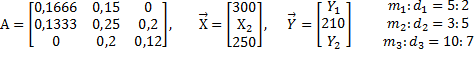 A = [0,1666 0,15 0
0,1333 0,25 0,2
0 0,2 0,12], X⃗ = [300
X₂
250], Y⃗ = [Y₁
210
Y₂] m₁:d₁ = 5:2
m₂:d₂ = 3:5
m₃:d₃ = 10:7